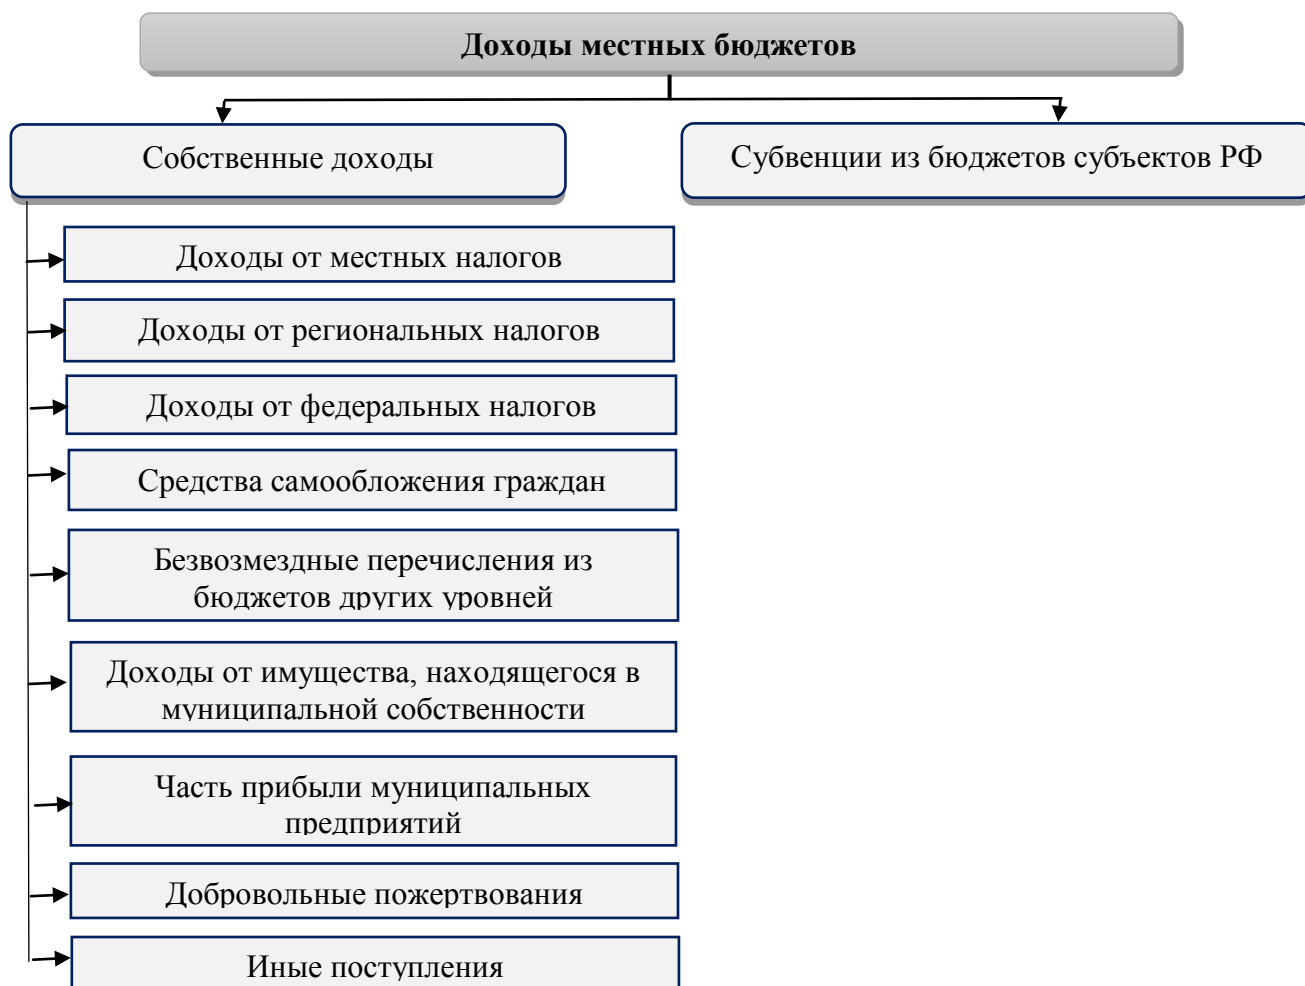 Доходы местных бюджетов
Собственные доходы
Субвенции из бюджетов субъектов РФ
Доходы от местных налогов
Доходы от региональных налогов
Доходы от федеральных налогов
Средства самообложения граждан
Безвозмездные перечисления из
бюджетов других уровней
Доходы от имущества, находящегося в
муниципальной собственности
Часть прибыли муниципальных
предприятий
Добровольные пожертвования
Иные поступления